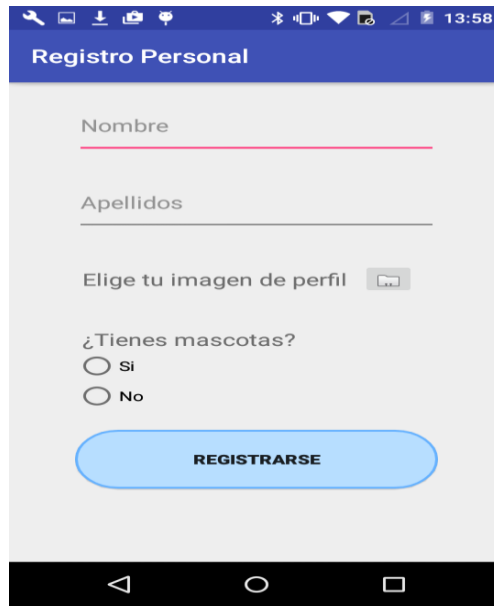 13:58
Registro Personal
Nombre
Apellidos
Elige tu imagen de perfil
¿Tienes mascotas?
Si
No
REGISTRARSE